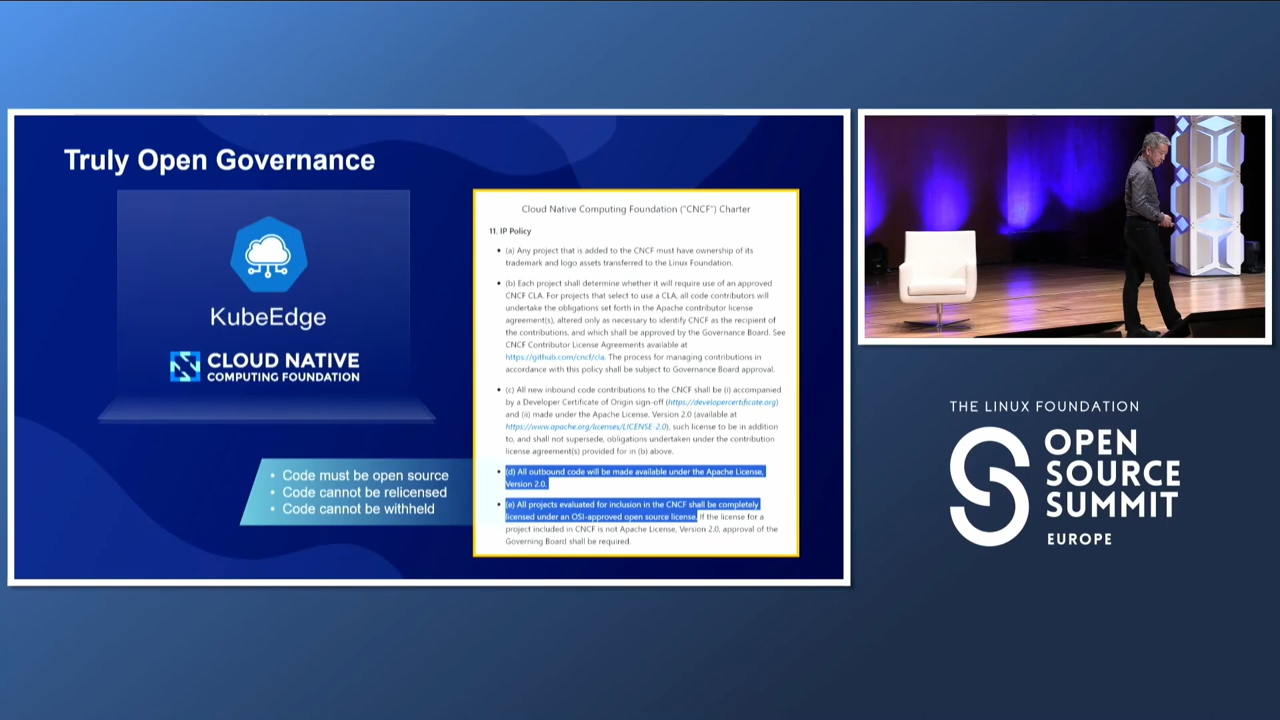 Truly Open Governance
KubeEdge
CLOUD NATIVE
COMPUTING FOUNDATION
• Code must be open source
• Code cannot be relicensed
• Code cannot be withheld
Cloud Native Computing Foundation ("CNCF") Charter
11. IP Policy
• (a) Any project that is added to the CNCF must have ownership of its
trademark and logo assets transferred to the Linux Foundation.
• (b) Each project shall determine whether it will require use of an approved
CNCF CLA. For projects that select to use a CLA, all code contributors will
undertake the obligations set forth in the Apache contributor license
agreement(s), altered only as necessary to identify CNCF as the recipient of
the contributions, and which shall be approved by the Governance Board. See
CNCF Contributor License Agreements available at
https://github.com/cncf/cla. The process for managing contributions in
accordance with this policy shall be subject to Governance Board approval.
• (c) All new inbound code contributions to the CNCF shall be (i) accompanied
by a Developer Certificate of Origin sign-off (https://developercertificate.org)
and (ii) made under the Apache License, Version 2.0 (available at
https://www.apache.org/licenses/LICENSE-2.0), such license to be in addition
to, and shall not supersede, obligations undertaken under the contribution
license agreement(s) provided for in (b) above.
• (d) All outbound code will be made available under the Apache License,
Version 2.0.
• (e) All projects evaluated for inclusion in the CNCF shall be completely
licensed under an OSI-approved open source license. If the license for a
project included in CNCF is not Apache License, Version 2.0, approval of the
Governing Board shall be required.
THE LINUX FOUNDATION
OPEN
SOURCE
SUMMIT
EUROPE